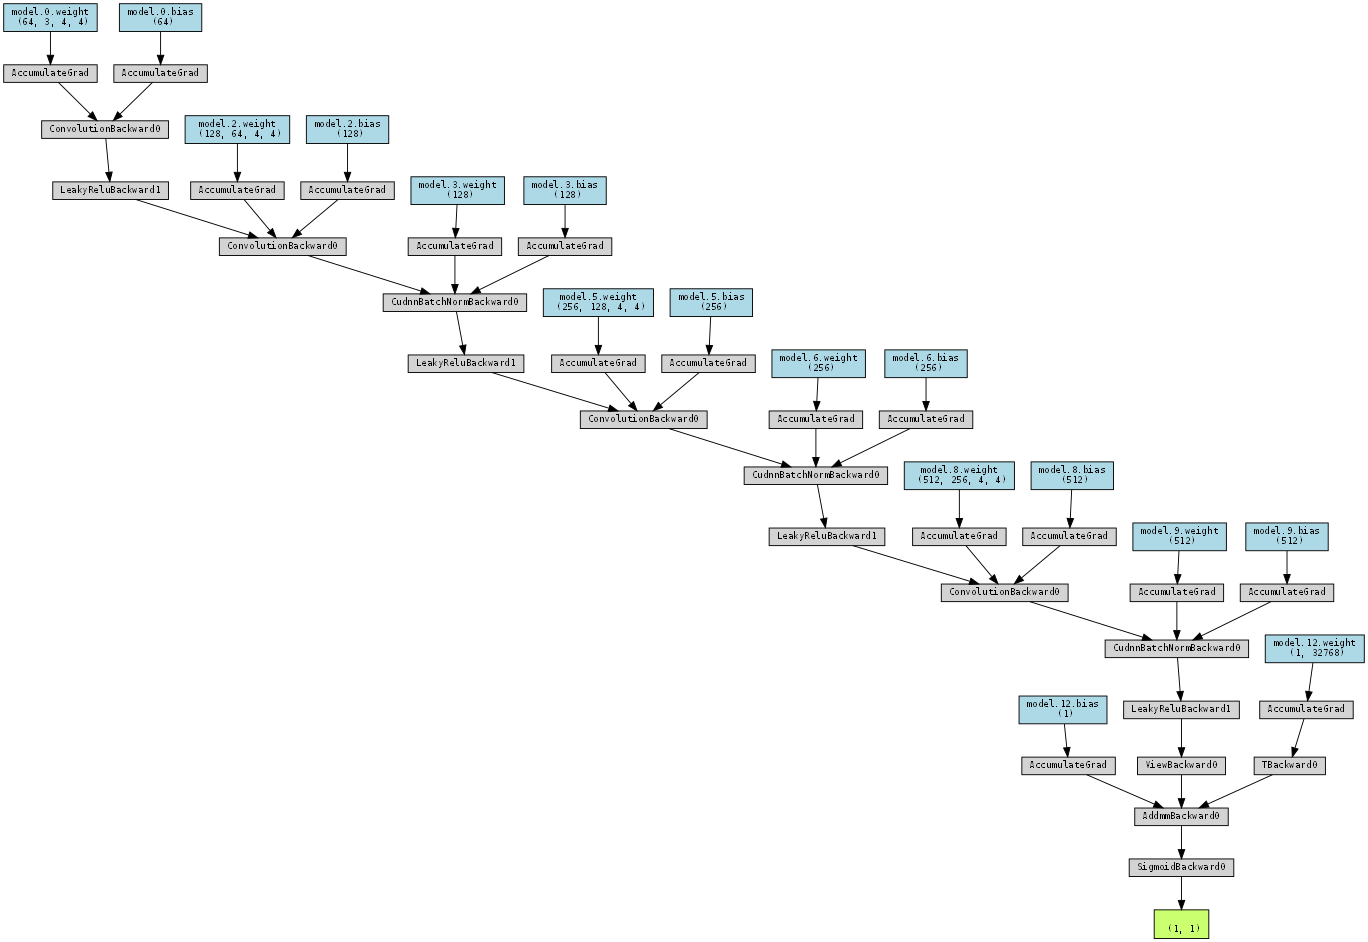 model.0.weight
(64, 3, 4, 4)
model.0.bias
(64)
AccumulateGrad
AccumulateGrad
ConvolutionBackward0
model.2.weight
(128, 64, 4, 4)
model.2.bias
(128)
LeakyReluBackward1
AccumulateGrad
AccumulateGrad
model.3.weight
(128)
model.3.bias
(128)
ConvolutionBackward0
AccumulateGrad
AccumulateGrad
CudnnBatchNormBackward0
model.5.weight
(256, 128, 4, 4)
model.5.bias
(256)
LeakyReluBackward1
AccumulateGrad
AccumulateGrad
model.6.weight
(256)
model.6.bias
(256)
ConvolutionBackward0
AccumulateGrad
AccumulateGrad
CudnnBatchNormBackward0
model.8.weight
(512, 256, 4, 4)
model.8.bias
(512)
LeakyReluBackward1
AccumulateGrad
AccumulateGrad
model.9.weight
(512)
model.9.bias
(512)
ConvolutionBackward0
AccumulateGrad
AccumulateGrad
CudnnBatchNormBackward0
model.12.weight
(1, 32768)
model.12.bias
(1)
LeakyReluBackward1
AccumulateGrad
AccumulateGrad
ViewBackward0
TBackward0
AddmmBackward0
SigmoidBackward0
(1, 1)